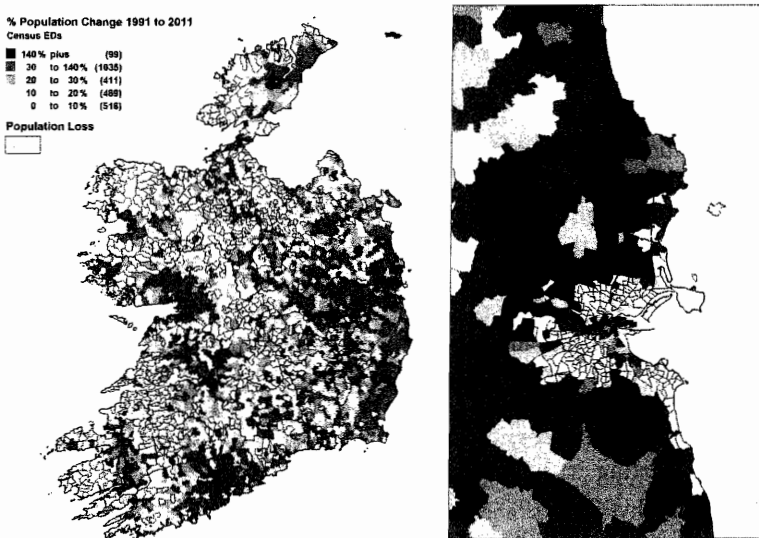 % Population Change 1991 to 2011
Census EDs
140% plus (99)
30 to 140% (1035)
20 to 30% (411)
10 to 20% (489)
0 to 10% (516)
Population Loss